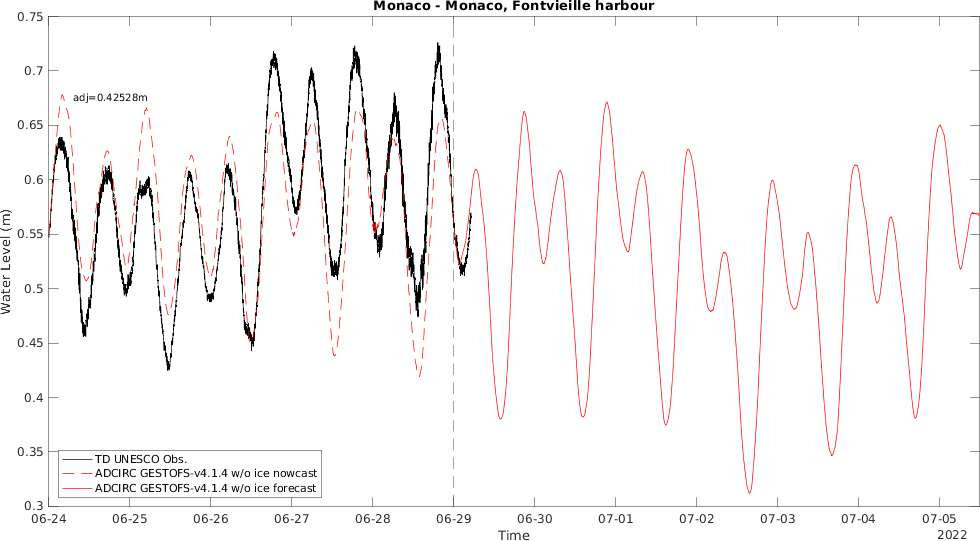 Monaco - Monaco, Fontvieille harbour
0.75
0.7
0.65
0.6
0.55
0.5
0.45
0.4
0.35
0.3
Water Level (m)
adj=0.42528m
TD UNESCO Obs.
ADCIRC GESTOFS-v4.1.4 w/o ice nowcast
ADCIRC GESTOFS-v4.1.4 w/o ice forecast
06-24 06-25 06-26 06-27 06-28 06-29 06-30 07-01 07-02 07-03 07-04 07-05
Time
2022